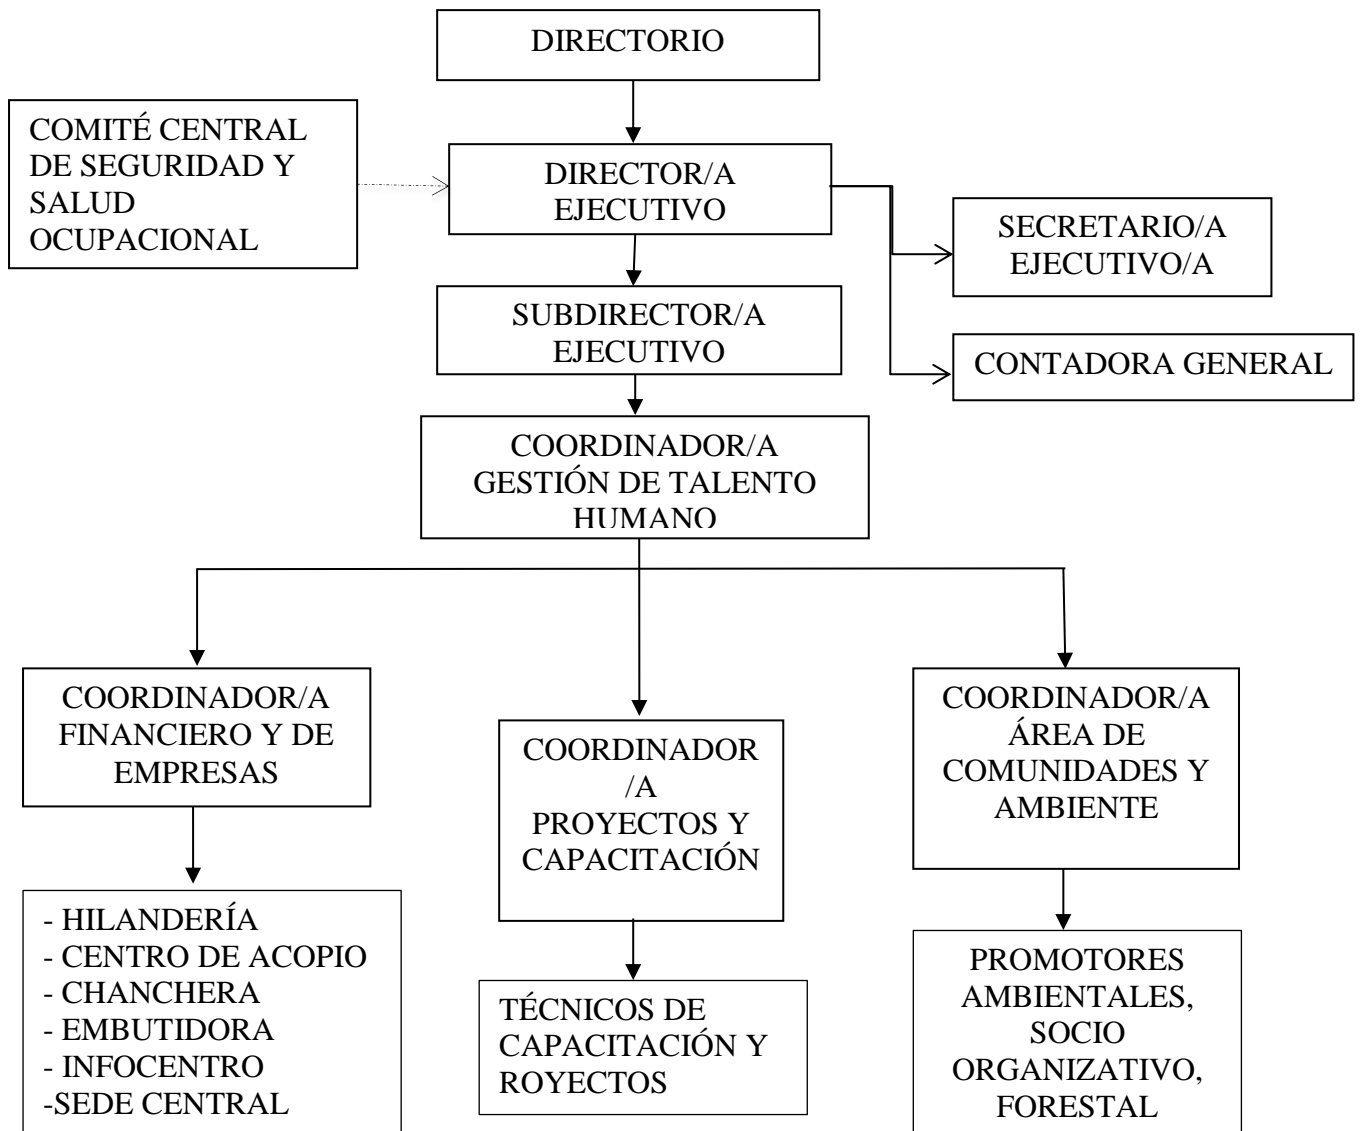 DIRECTORIO
COMITÉ CENTRAL
DE SEGURIDAD Y
SALUD
OCUPACIONAL
DIRECTOR/A
EJECUTIVO
SECRETARIO/A
EJECUTIVO/A
SUBDIRECTOR/A
EJECUTIVO
CONTADORA GENERAL
COORDINADOR/A
GESTIÓN DE TALENTO
HUMANO
COORDINADOR/A
FINANCIERO Y DE
EMPRESAS
COORDINADOR
/A
PROYECTOS Y
CAPACITACIÓN
COORDINADOR/A
ÁREA DE
COMUNIDADES Y
AMBIENTE
- HILANDERÍA
- CENTRO DE ACOPIO
- CHANCHERA
- EMBUTIDORA
- INFOCENTRO
-SEDE CENTRAL
TÉCNICOS DE
CAPACITACIÓN Y
ROYECTOS
PROMOTORES
AMBIENTALES,
SOCIO
ORGANIZATIVO,
FORESTAL